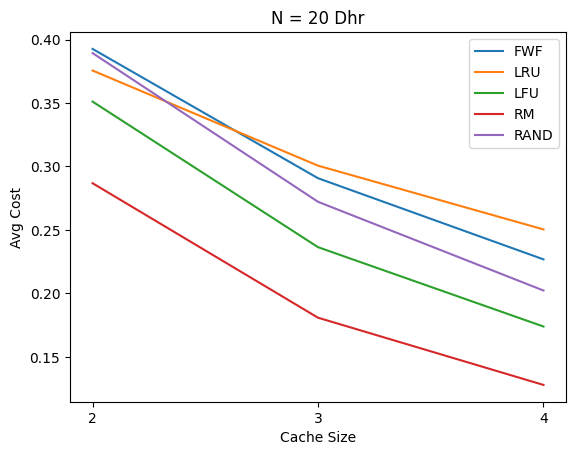 N = 20 Dhr
0.40
0.35
0.30
0.25
0.20
0.15
Avg Cost
2
3
4
Cache Size
FWF
LRU
LFU
RM
RAND